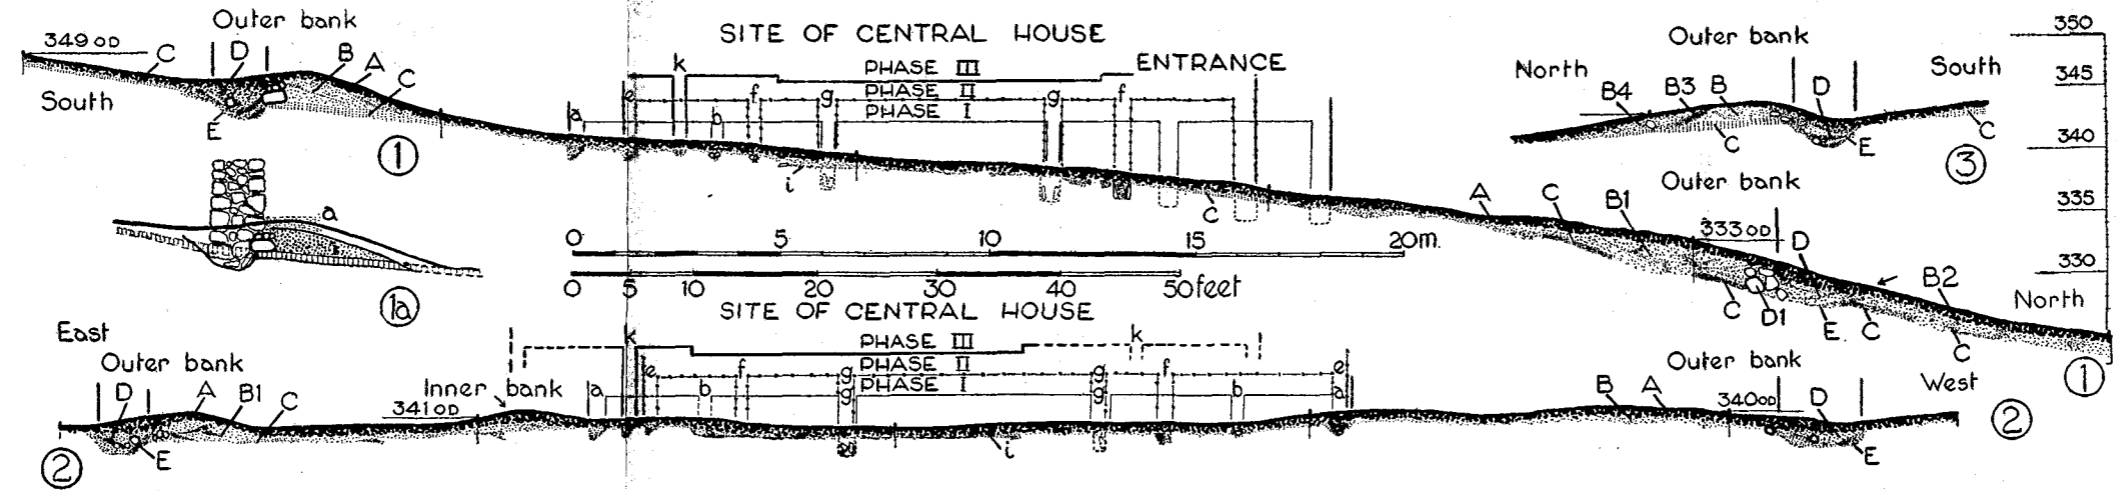 Outer bank
349 OD
C D B A C
South
E
1
SITE OF CENTRAL HOUSE
k PHASE III ENTRANCE
e PHASE II f g g f
a b PHASE I
i
C
A C B1
Outer bank
333 OD
D
B2
C D1 E C
C
North
1
Outer bank
North South
B4 B3 B D
C E C
3
350
345
340
335
330
a
1a
0 5 10 15 20m.
0 5 10 20 30 40 50 feet
SITE OF CENTRAL HOUSE
East
Outer bank
D A B1 C
E
2
Inner bank
341 OD
k PHASE III k
e f g PHASE II g f e
a b g PHASE I g b a
i
Outer bank
B A 340 OD D West
E
2